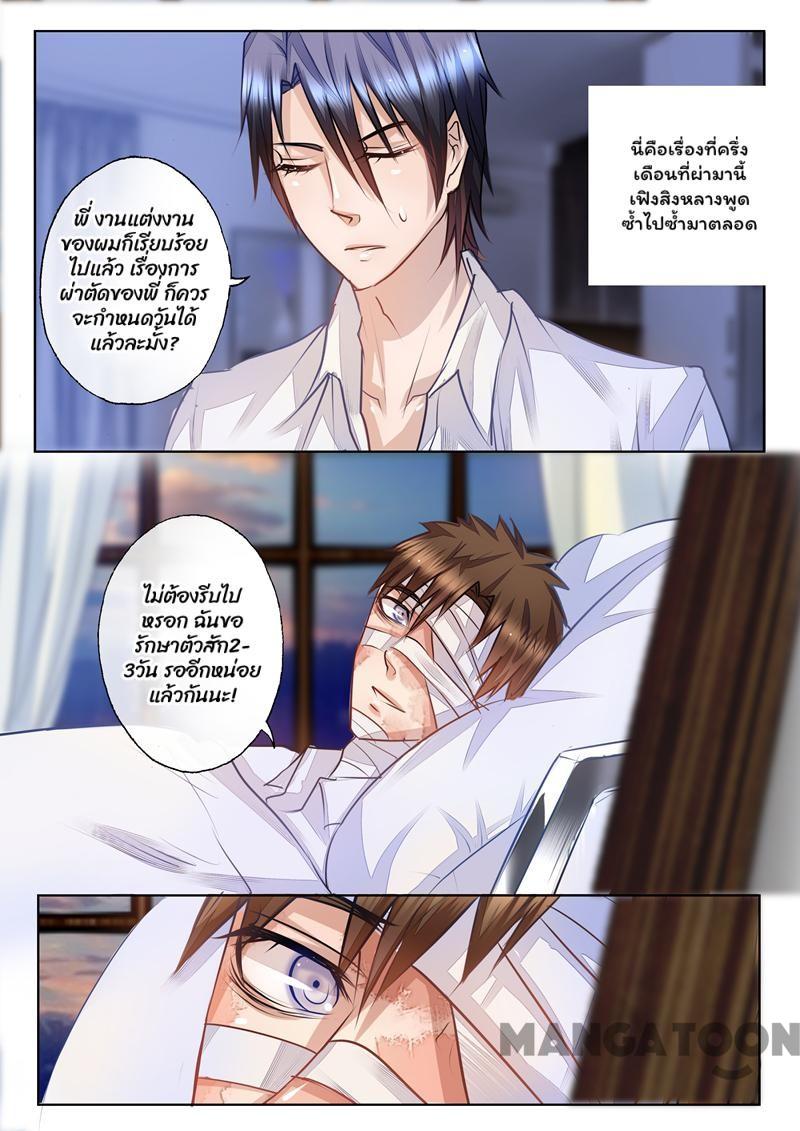 นี่คือเรื่องที่ครึ่ง
เดือนที่ผ่ามานี้
เฟิงสิงหลางพูด
ซ้ำไปซ้ำมาตลอด
พี่ งานแต่งงาน
ของผมก็เรียบร้อย
ไปแล้ว เรื่องการ
ผ่าตัดของพี่ ก็ควร
จะกำหนดวันได้
แล้วละมั้ง?
ไม่ต้องรีบไป
หรอก ฉันขอ
รักษาตัวสัก2-
3วัน รออีกหน่อย
แล้วกันนะ!
MANGATOON